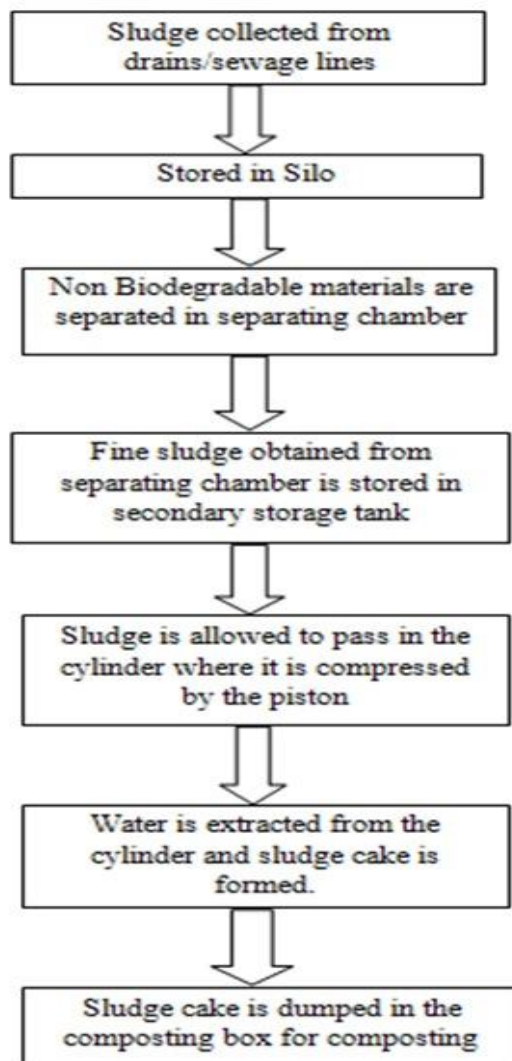 Sludge collected from
drains/sewage lines
Stored in Silo
Non Biodegradable materials are
separated in separating chamber
Fine sludge obtained from
separating chamber is stored in
secondary storage tank
Sludge is allowed to pass in the
cylinder where it is compressed
by the piston
Water is extracted from the
cylinder and sludge cake is
formed.
Sludge cake is dumped in the
composting box for composting